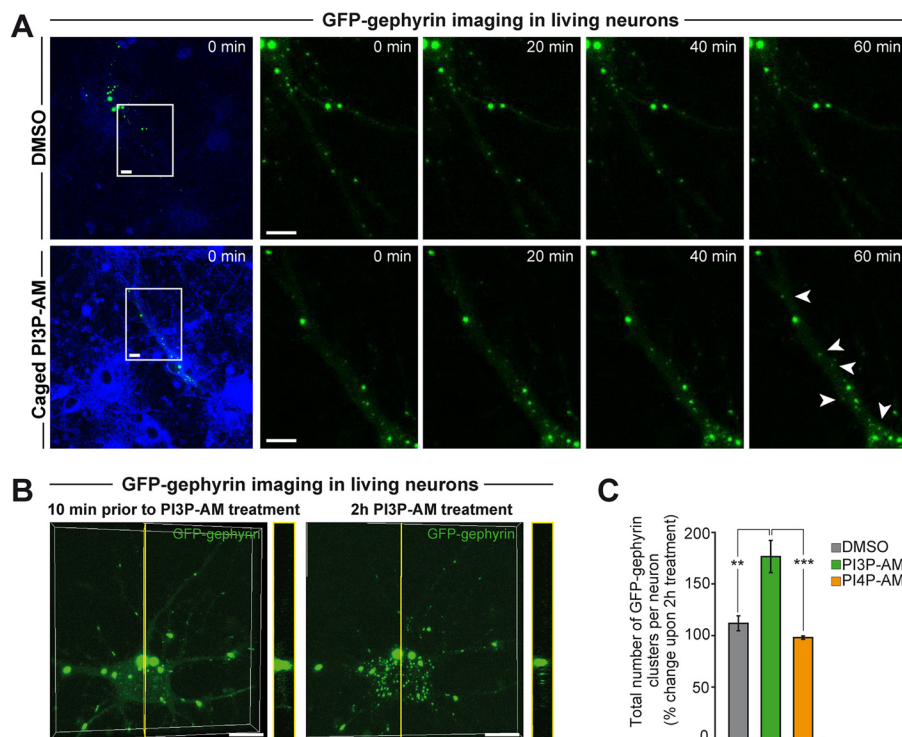 A
GFP-gephyrin imaging in living neurons
DMSO
0 min
0 min
20 min
40 min
60 min
Caged PI3P-AM
0 min
0 min
20 min
40 min
60 min
B
GFP-gephyrin imaging in living neurons
10 min prior to PI3P-AM treatment
2h PI3P-AM treatment
GFP-gephyrin
GFP-gephyrin
C
Total number of GFP-gephyrin
clusters per neuron
(% change upon 2h treatment)
200
150
100
50
0
**
***
DMSO
PI3P-AM
PI4P-AM